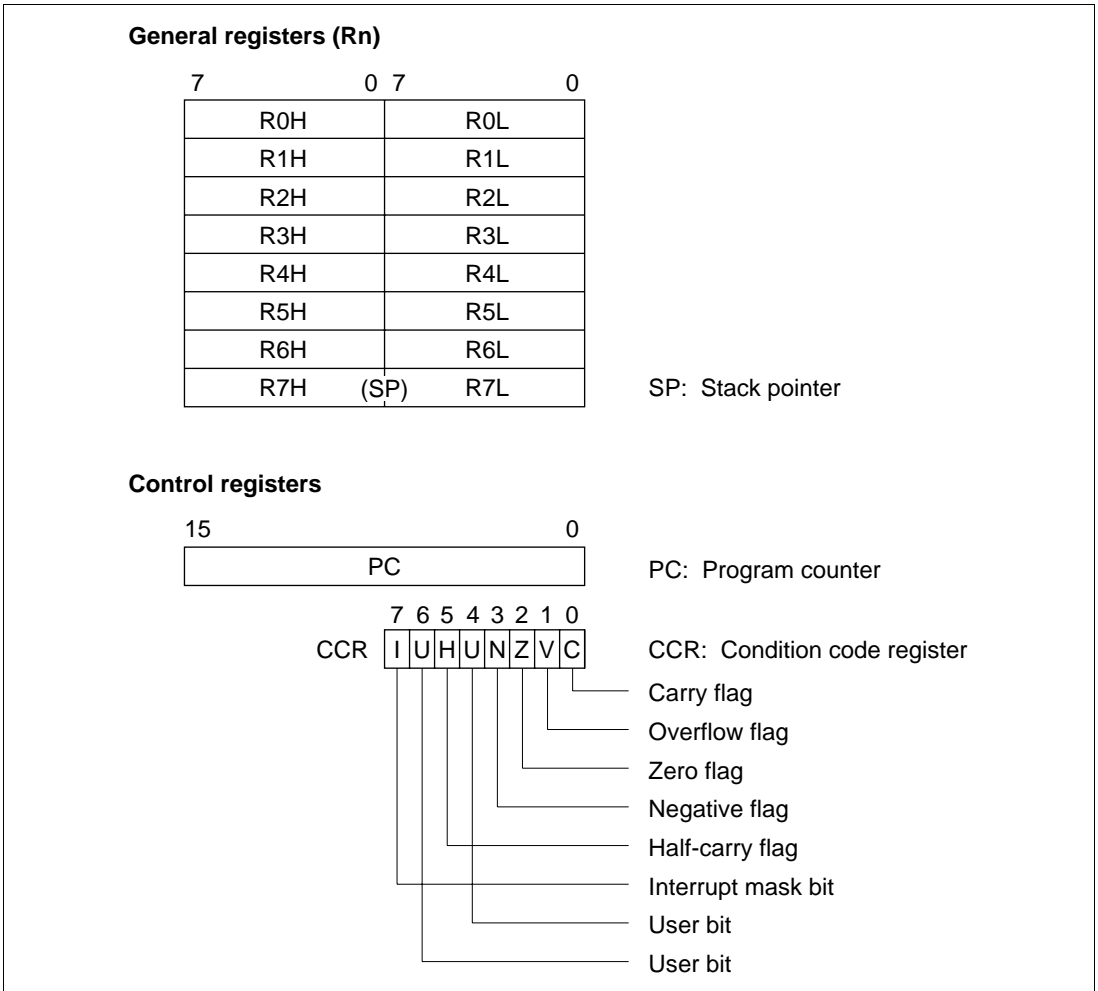 General registers (Rn)
7 0 7 0
R0H R0L
R1H R1L
R2H R2L
R3H R3L
R4H R4L
R5H R5L
R6H R6L
R7H (SP) R7L SP: Stack pointer
Control registers
15 0
PC PC: Program counter
7 6 5 4 3 2 1 0
CCR I U H U N Z V C CCR: Condition code register
Carry flag
Overflow flag
Zero flag
Negative flag
Half-carry flag
Interrupt mask bit
User bit
User bit